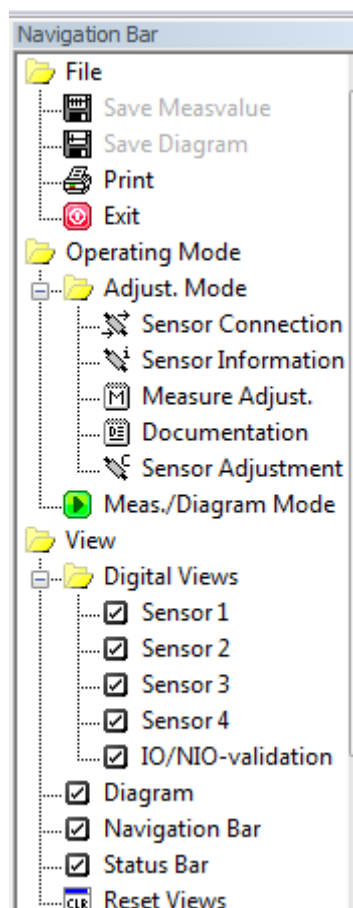 Navigation Bar
File
Save Measvalue
Save Diagram
Print
Exit
Operating Mode
Adjust. Mode
Sensor Connection
Sensor Information
Measure Adjust.
Documentation
Sensor Adjustment
Meas./Diagram Mode
View
Digital Views
Sensor 1
Sensor 2
Sensor 3
Sensor 4
IO/NIO-validation
Diagram
Navigation Bar
Status Bar
CLR Reset Views